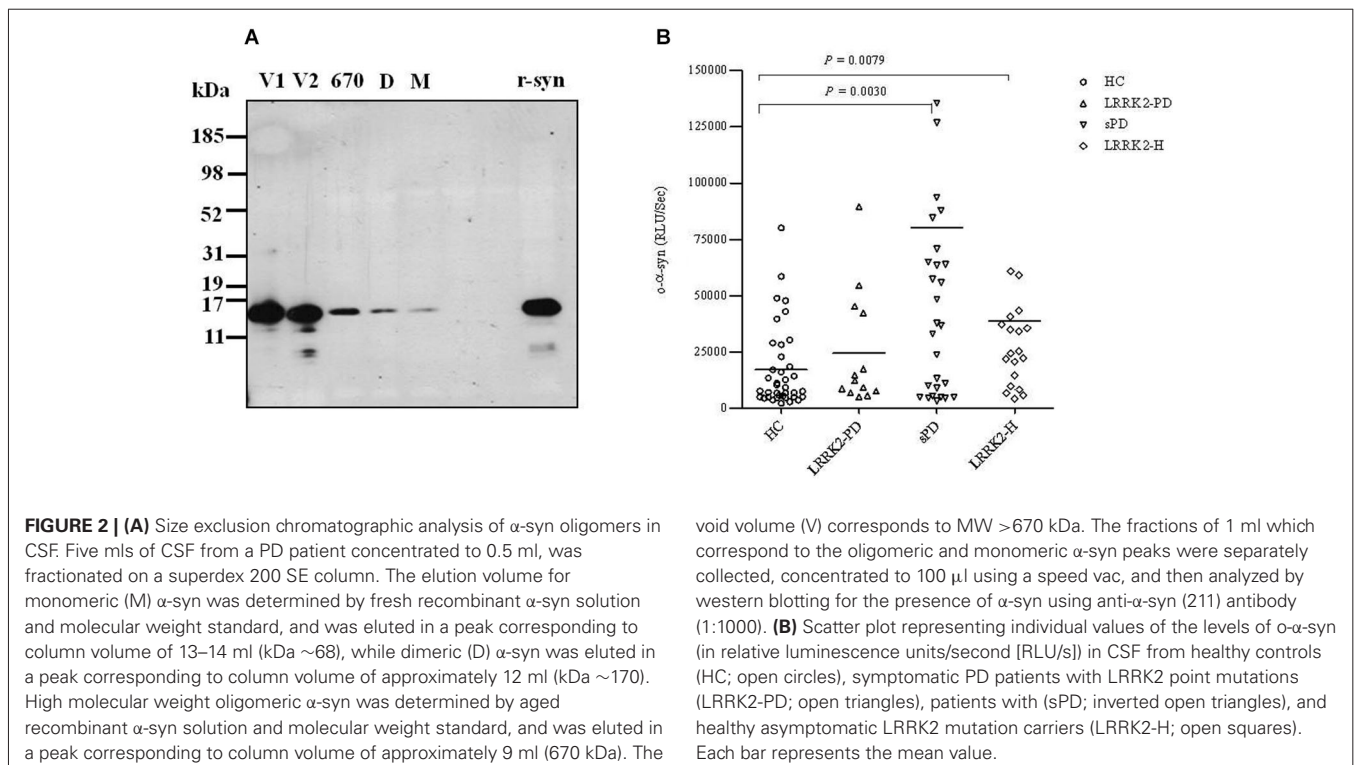 A
B
V1 V2 670 D M r-syn
kDa
185
98
52
31
19
17
11
P = 0.0079
P = 0.0030
150000
125000
100000
75000
50000
25000
0
o-α-syn (RLU/Sec)
HC
LRRK2-PD
sPD
LRRK2-H
HC
LRRK2-PD
sPD
LRRK2-H
FIGURE 2 | (A) Size exclusion chromatographic analysis of α-syn oligomers in
CSF. Five mls of CSF from a PD patient concentrated to 0.5 ml, was
fractionated on a superdex 200 SE column. The elution volume for
monomeric (M) α-syn was determined by fresh recombinant α-syn solution
and molecular weight standard, and was eluted in a peak corresponding to
column volume of 13–14 ml (kDa ∼68), while dimeric (D) α-syn was eluted in
a peak corresponding to column volume of approximately 12 ml (kDa ∼170).
High molecular weight oligomeric α-syn was determined by aged
recombinant α-syn solution and molecular weight standard, and was eluted in
a peak corresponding to column volume of approximately 9 ml (670 kDa). The
void volume (V) corresponds to MW >670 kDa. The fractions of 1 ml which
correspond to the oligomeric and monomeric α-syn peaks were separately
collected, concentrated to 100 μl using a speed vac, and then analyzed by
western blotting for the presence of α-syn using anti-α-syn (211) antibody
(1:1000). (B) Scatter plot representing individual values of the levels of o-α-syn
(in relative luminescence units/second [RLU/s]) in CSF from healthy controls
(HC; open circles), symptomatic PD patients with LRRK2 point mutations
(LRRK2-PD; open triangles), patients with (sPD; inverted open triangles), and
healthy asymptomatic LRRK2 mutation carriers (LRRK2-H; open squares).
Each bar represents the mean value.